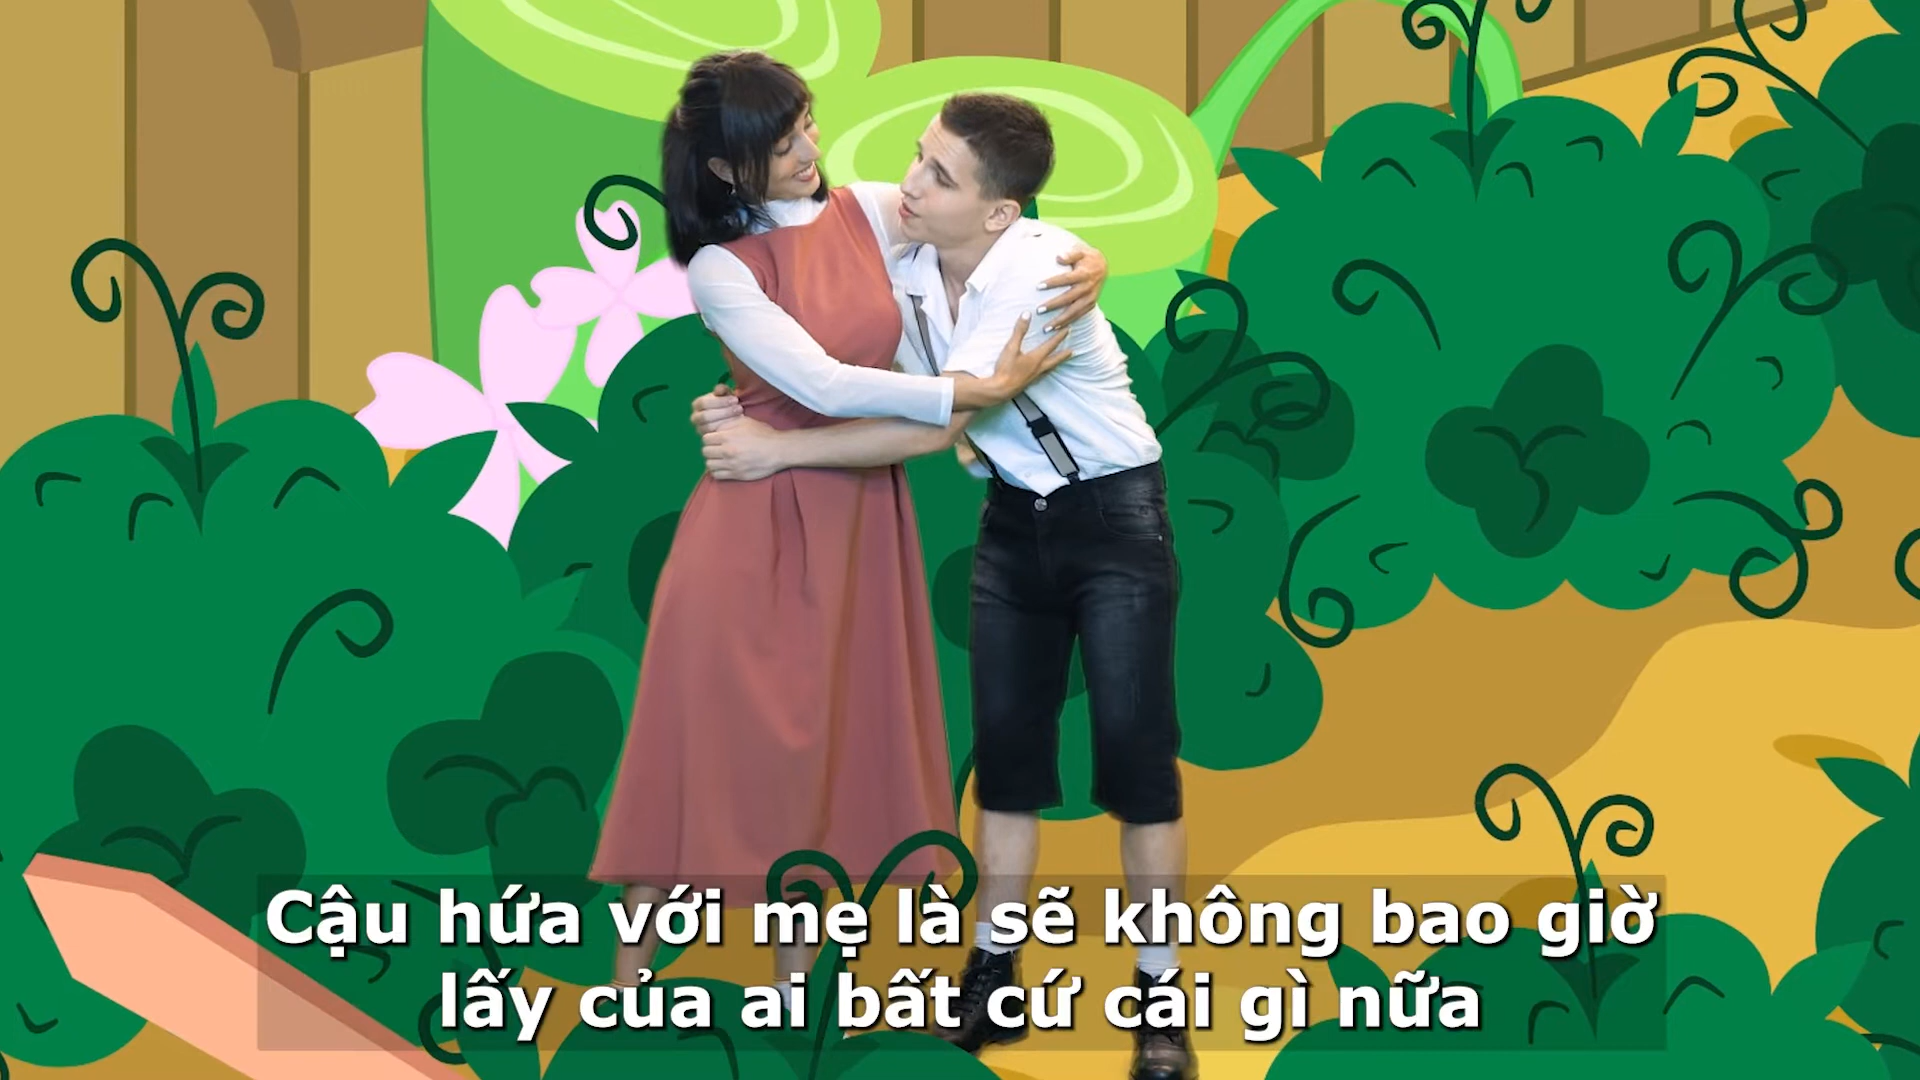 Cậu hứa với mẹ là sẽ không bao giờ
lấy của ai bất cứ cái gì nữa